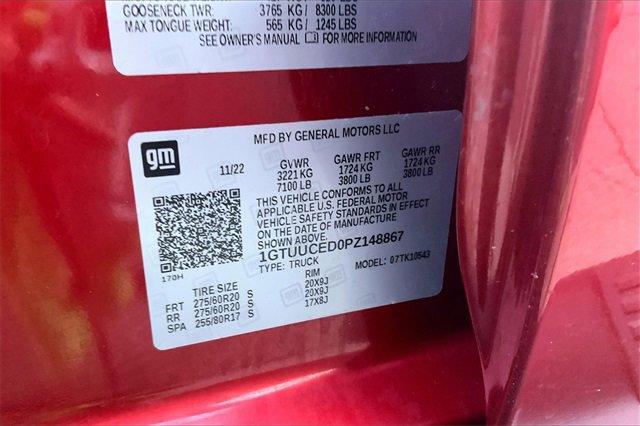 GOOSENECK TWR: 3765 KG / 8300 LBS
MAX TONGUE WEIGHT: 565 KG / 1245 LBS
SEE OWNER'S MANUAL FOR MORE INFORMATION
MFD BY GENERAL MOTORS LLC
gm
11/22 GVWR GAWR FRT GAWR RR
3221 KG 1724 KG 1724 KG
7100 LB 3800 LB 3800 LB
THIS VEHICLE CONFORMS TO ALL
APPLICABLE U.S. FEDERAL MOTOR
VEHICLE SAFETY STANDARDS IN EFFECT
ON THE DATE OF MANUFACTURE
SHOWN ABOVE.
1GTUUCED0PZ148867
170H
TYPE: TRUCK MODEL: 07TK10543
TIRE SIZE RIM
FRT 275/60R20 S 20X9J
RR 275/60R20 S 20X9J
SPA 255/80R17 S 17X8J